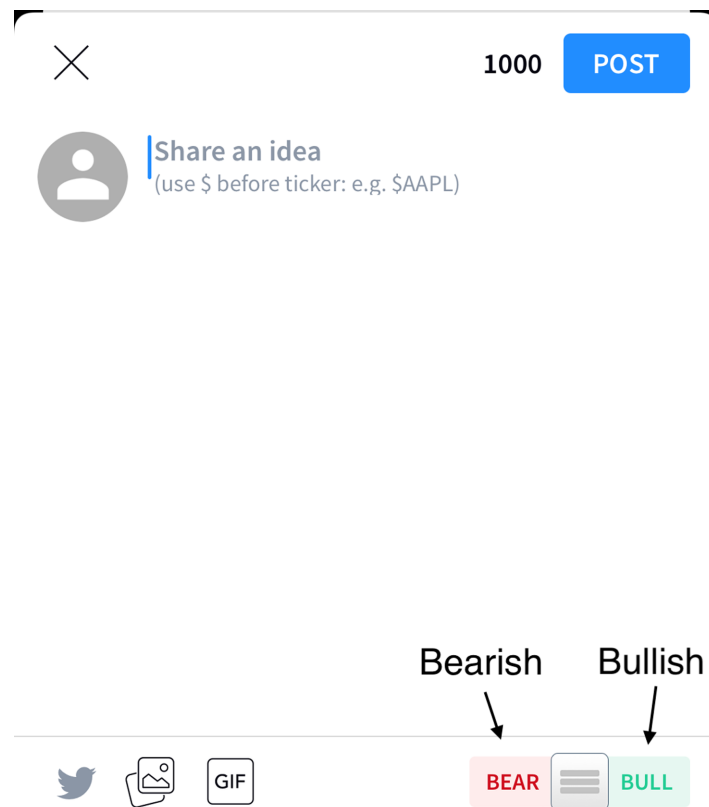 1000 POST
Share an idea
(use $ before ticker: e.g. $AAPL)
Bearish Bullish
GIF BEAR BULL